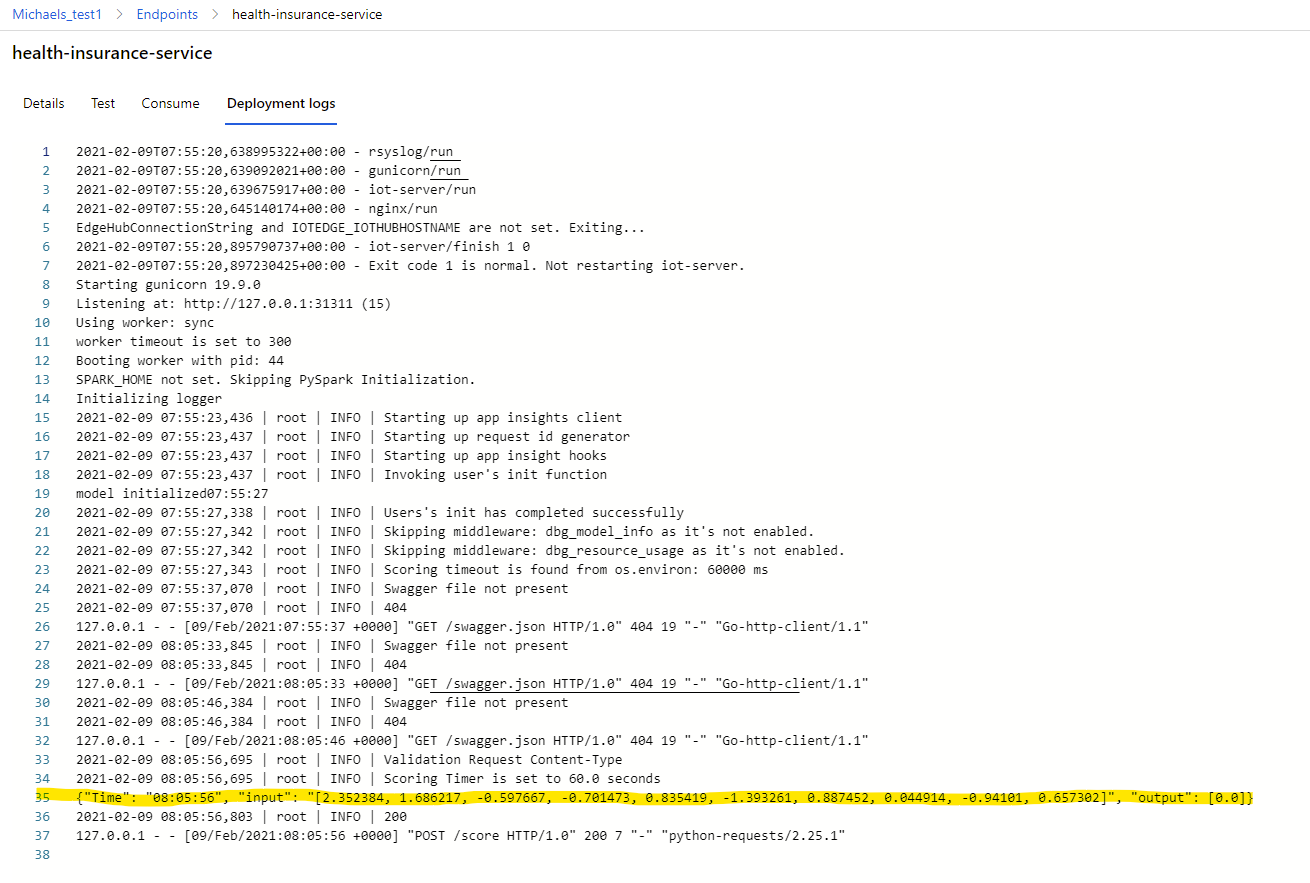 Michaels_test1 > Endpoints > health-insurance-service
health-insurance-service
Details Test Consume Deployment logs
1 2021-02-09T07:55:20,638995322+00:00 - rsyslog/run
2 2021-02-09T07:55:20,639092021+00:00 - gunicorn/run
3 2021-02-09T07:55:20,639675917+00:00 - iot-server/run
4 2021-02-09T07:55:20,645140174+00:00 - nginx/run
5 EdgeHubConnectionString and IOTEDGE_IOTHUBHOSTNAME are not set. Exiting...
6 2021-02-09T07:55:20,895790737+00:00 - iot-server/finish 1 0
7 2021-02-09T07:55:20,897230425+00:00 - Exit code 1 is normal. Not restarting iot-server.
8 Starting gunicorn 19.9.0
9 Listening at: http://127.0.0.1:31311 (15)
10 Using worker: sync
11 worker timeout is set to 300
12 Booting worker with pid: 44
13 SPARK_HOME not set. Skipping PySpark Initialization.
14 Initializing logger
15 2021-02-09 07:55:23,436 | root | INFO | Starting up app insights client
16 2021-02-09 07:55:23,437 | root | INFO | Starting up request id generator
17 2021-02-09 07:55:23,437 | root | INFO | Starting up app insight hooks
18 2021-02-09 07:55:23,437 | root | INFO | Invoking user's init function
19 model initialized07:55:27
20 2021-02-09 07:55:27,338 | root | INFO | Users's init has completed successfully
21 2021-02-09 07:55:27,342 | root | INFO | Skipping middleware: dbg_model_info as it's not enabled.
22 2021-02-09 07:55:27,342 | root | INFO | Skipping middleware: dbg_resource_usage as it's not enabled.
23 2021-02-09 07:55:27,343 | root | INFO | Scoring timeout is found from os.environ: 60000 ms
24 2021-02-09 07:55:37,070 | root | INFO | Swagger file not present
25 2021-02-09 07:55:37,070 | root | INFO | 404
26 127.0.0.1 - - [09/Feb/2021:07:55:37 +0000] "GET /swagger.json HTTP/1.0" 404 19 "-" "Go-http-client/1.1"
27 2021-02-09 08:05:33,845 | root | INFO | Swagger file not present
28 2021-02-09 08:05:33,845 | root | INFO | 404
29 127.0.0.1 - - [09/Feb/2021:08:05:33 +0000] "GET /swagger.json HTTP/1.0" 404 19 "-" "Go-http-client/1.1"
30 2021-02-09 08:05:46,384 | root | INFO | Swagger file not present
31 2021-02-09 08:05:46,384 | root | INFO | 404
32 127.0.0.1 - - [09/Feb/2021:08:05:46 +0000] "GET /swagger.json HTTP/1.0" 404 19 "-" "Go-http-client/1.1"
33 2021-02-09 08:05:56,695 | root | INFO | Validation Request Content-Type
34 2021-02-09 08:05:56,695 | root | INFO | Scoring Timer is set to 60.0 seconds
35 {"Time": "08:05:56", "input": "[2.352384, 1.686217, -0.597667, -0.701473, 0.835419, -1.393261, 0.887452, 0.044914, -0.94101, 0.657302]", "output": [0.0]}
36 2021-02-09 08:05:56,803 | root | INFO | 200
37 127.0.0.1 - - [09/Feb/2021:08:05:56 +0000] "POST /score HTTP/1.0" 200 7 "-" "python-requests/2.25.1"
38